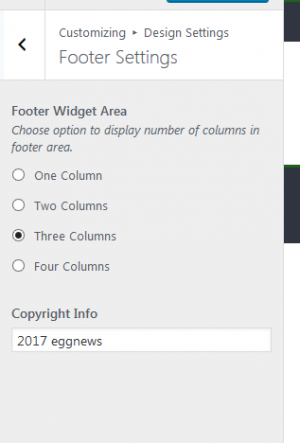 Customizing ▸ Design Settings
Footer Settings
Footer Widget Area
Choose option to display number of columns in
footer area.
One Column
Two Columns
Three Columns
Four Columns
Copyright Info
2017 eggnews